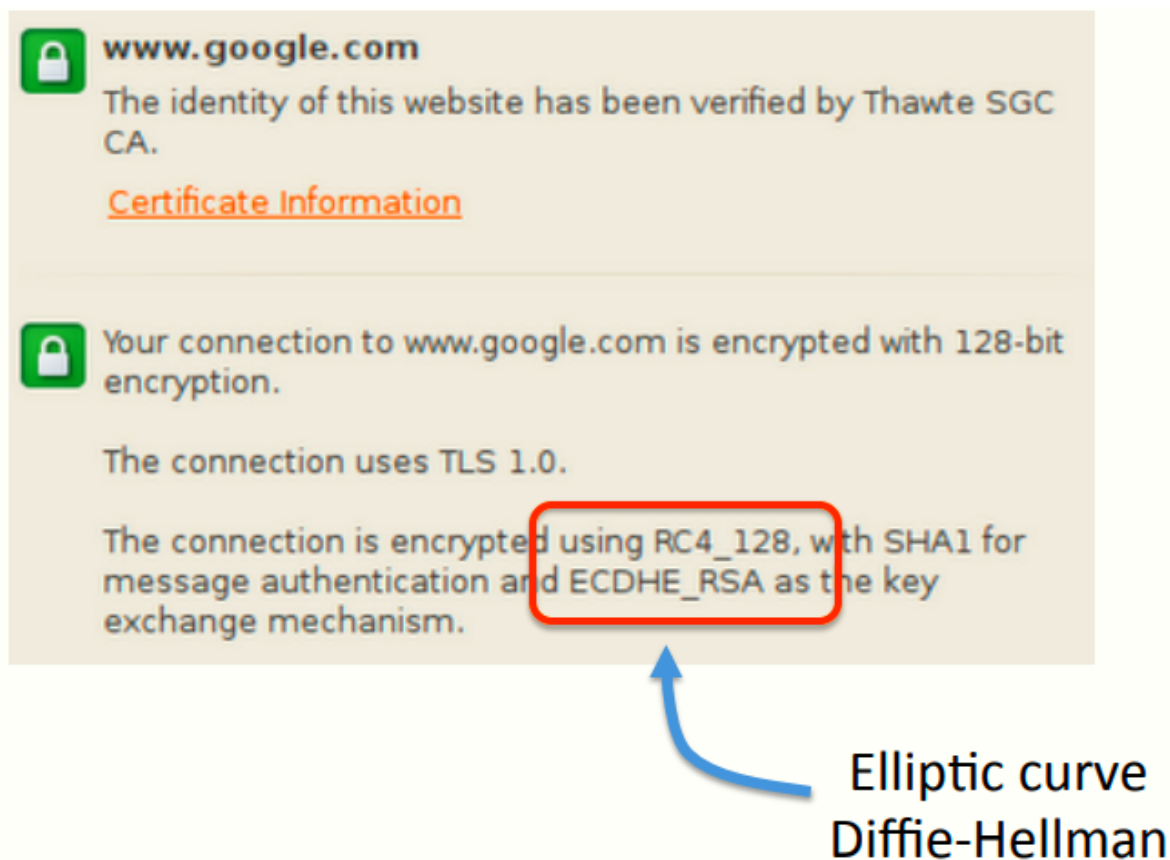 www.google.com
The identity of this website has been verified by Thawte SGC
CA.
Certificate Information
Your connection to www.google.com is encrypted with 128-bit
encryption.
The connection uses TLS 1.0.
The connection is encrypted using RC4_128, with SHA1 for
message authentication and ECDHE_RSA as the key
exchange mechanism.
Elliptic curve
Diffie-Hellman